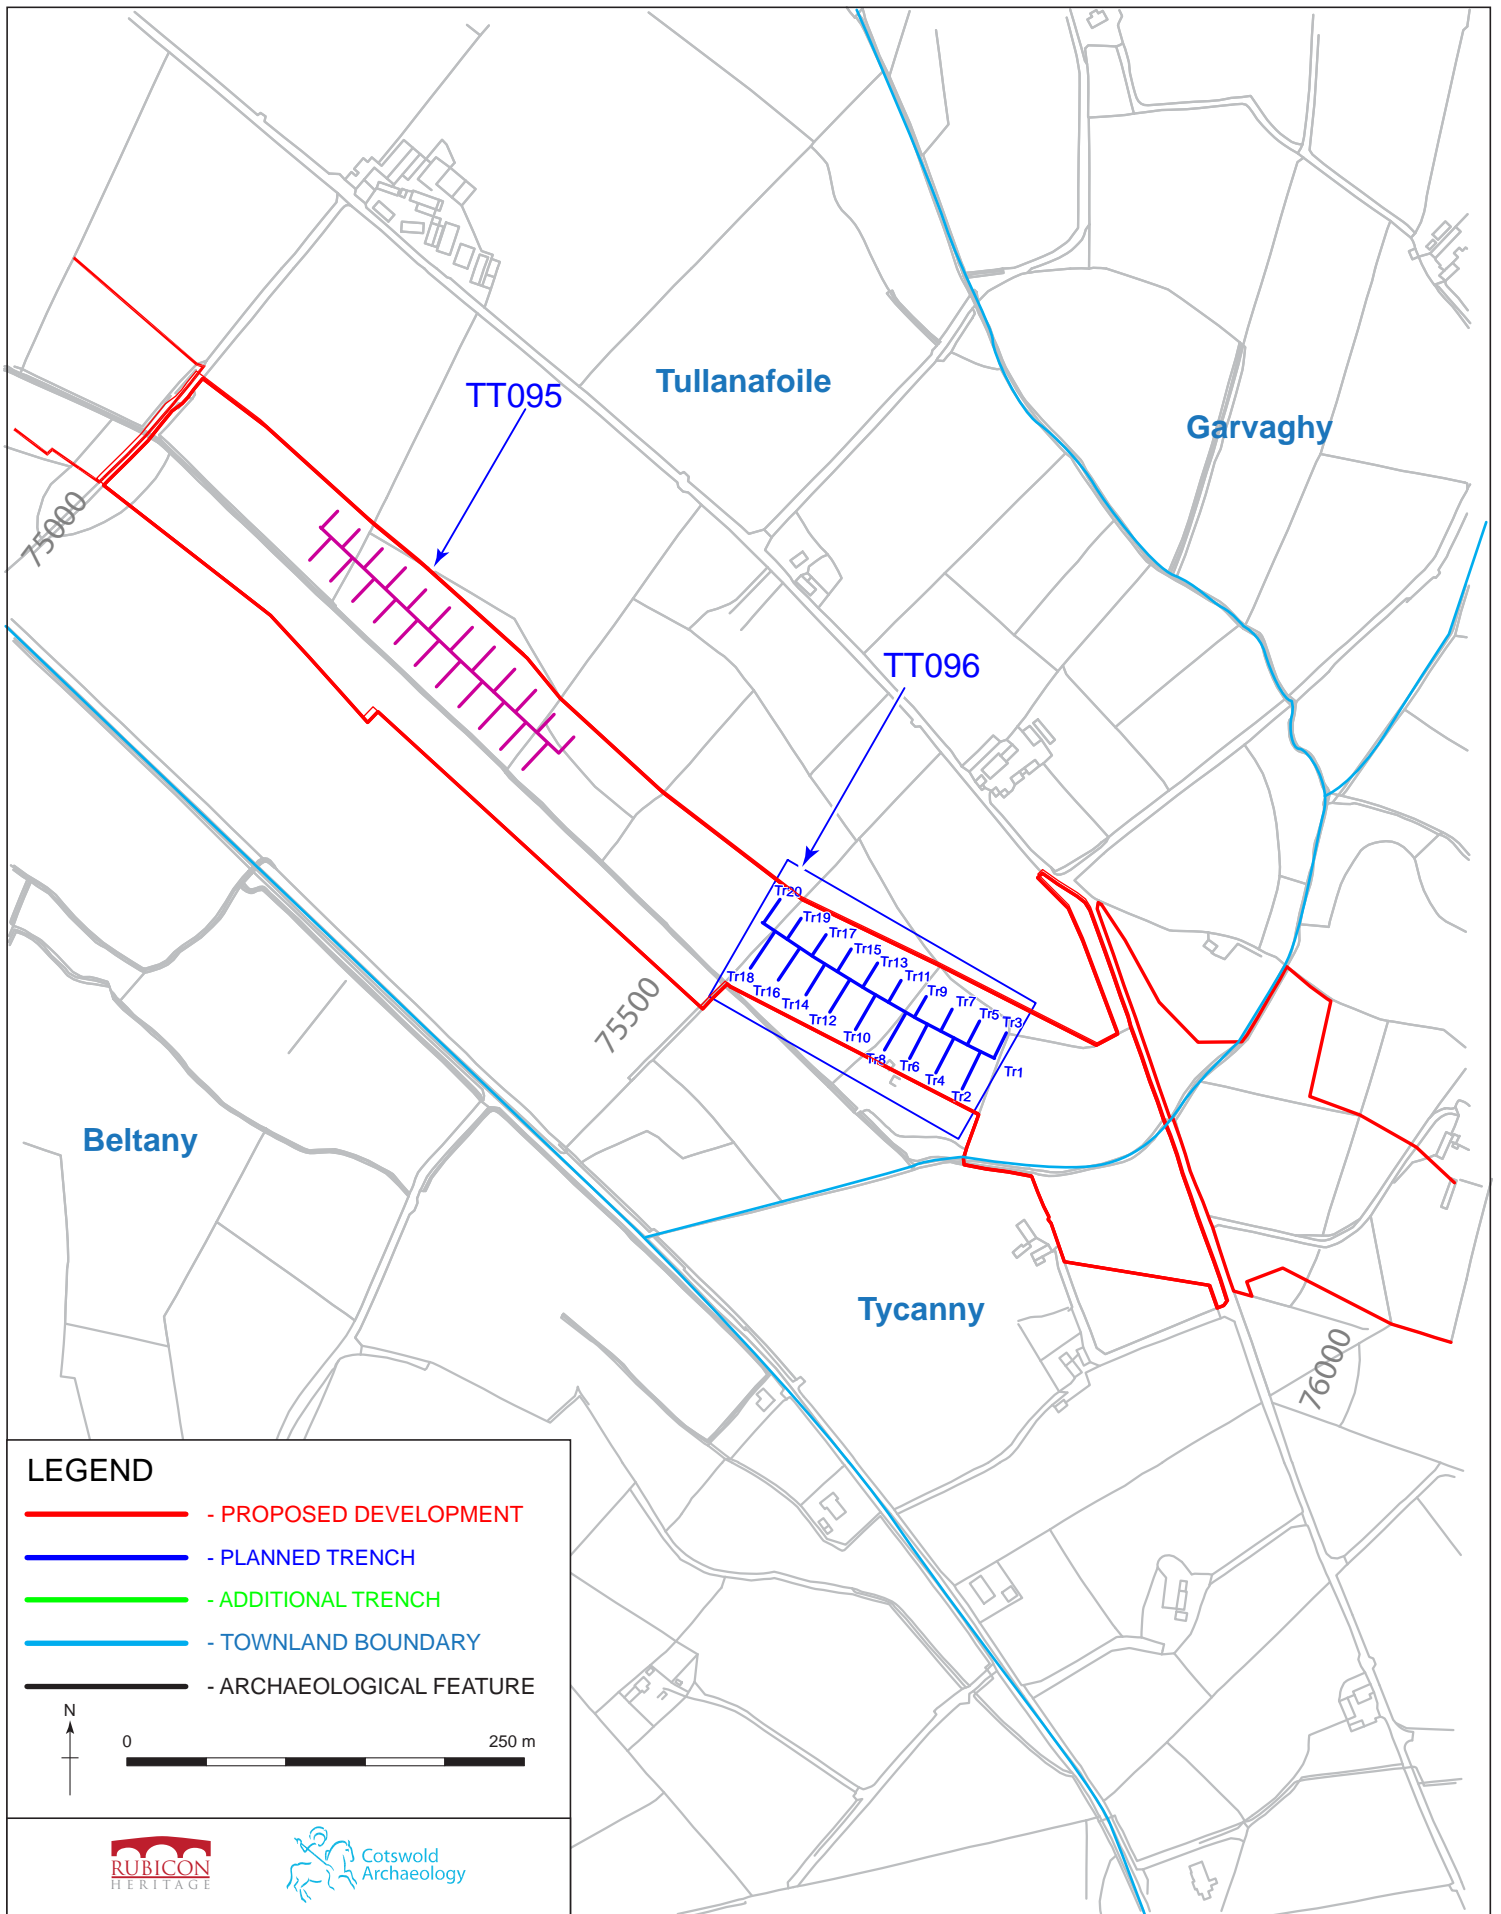 Tullanafoile
TT095
Garvaghy
75000
TT096
Tr20
Tr19
Tr17
Tr15
Tr13
Tr11
Tr9
Tr7
Tr5
Tr3
Tr18
Tr16
Tr14
Tr12
Tr10
Tr8
Tr6
Tr4
Tr2
Tr1
75500
Beltany
Tycanny
76000
LEGEND
- PROPOSED DEVELOPMENT
- PLANNED TRENCH
- ADDITIONAL TRENCH
- TOWNLAND BOUNDARY
- ARCHAEOLOGICAL FEATURE
N
0 250 m
RUBICON
HERITAGE
Cotswold
Archaeology